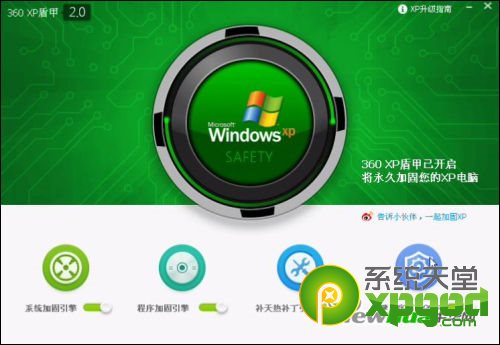 360 XP盾甲 2.0
XP升级指南
Microsoft
Windows xp
SAFETY
360 XP盾甲已开启
将永久加固您的XP电脑
告诉小伙伴，一起加固XP
系统加固引擎
程序加固引擎
补天热补丁
系统天堂